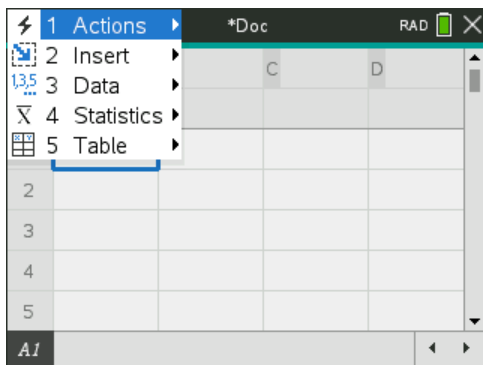 1 Actions *Doc RAD
2 Insert C D
1,3,5 3 Data
X 4 Statistics
X Y 5 Table
2
3
4
5
A1